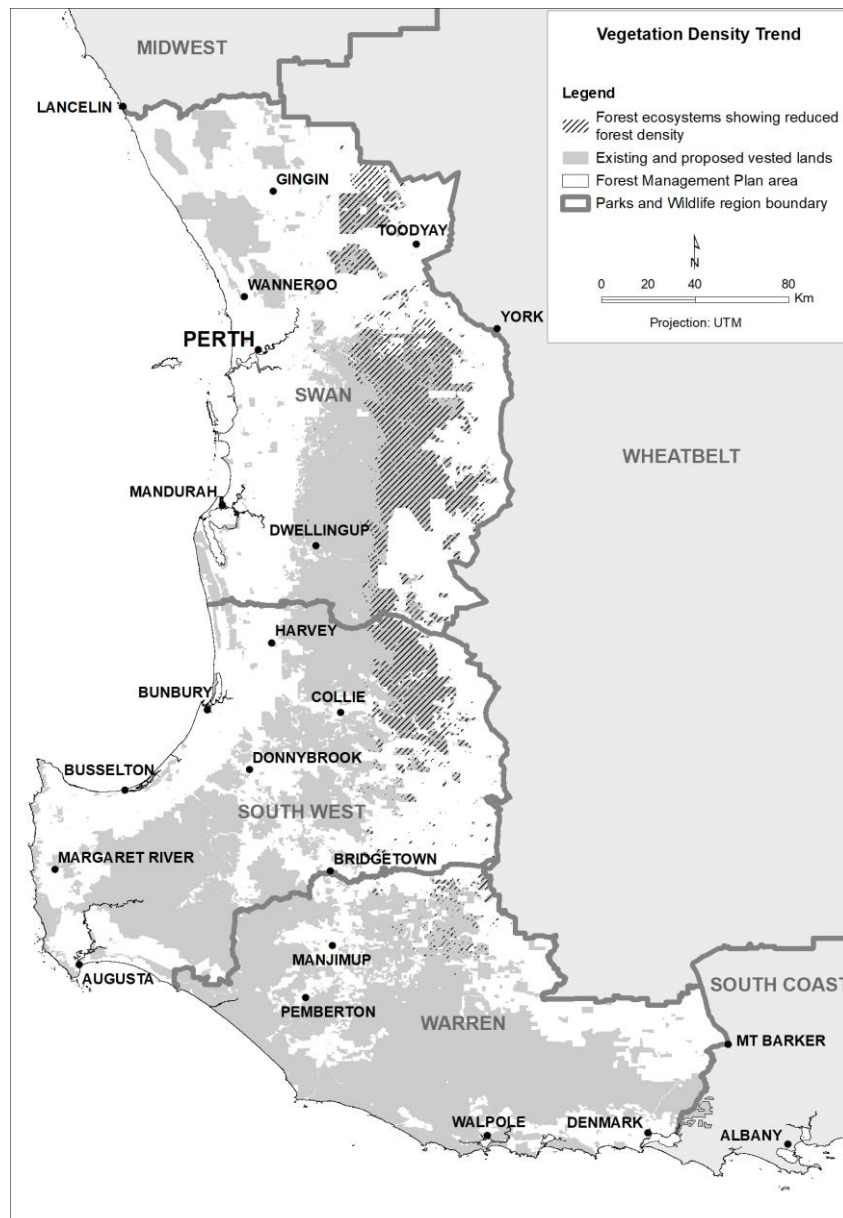 Vegetation Density Trend
Legend
Forest ecosystems showing reduced
forest density
Existing and proposed vested lands
Forest Management Plan area
Parks and Wildlife region boundary
N
0 20 40 80
Km
Projection: UTM
MIDWEST
LANCELIN
GINGIN
TOODYAY
WANNEROO
YORK
PERTH
SWAN
WHEATBELT
MANDURAH
DWELLINGUP
HARVEY
BUNBURY
COLLIE
DONNYBROOK
BUSSELTON
SOUTH WEST
MARGARET RIVER
BRIDGETOWN
MANJIMUP
AUGUSTA
SOUTH COAST
PEMBERTON
WARREN
MT BARKER
WALPOLE
DENMARK
ALBANY